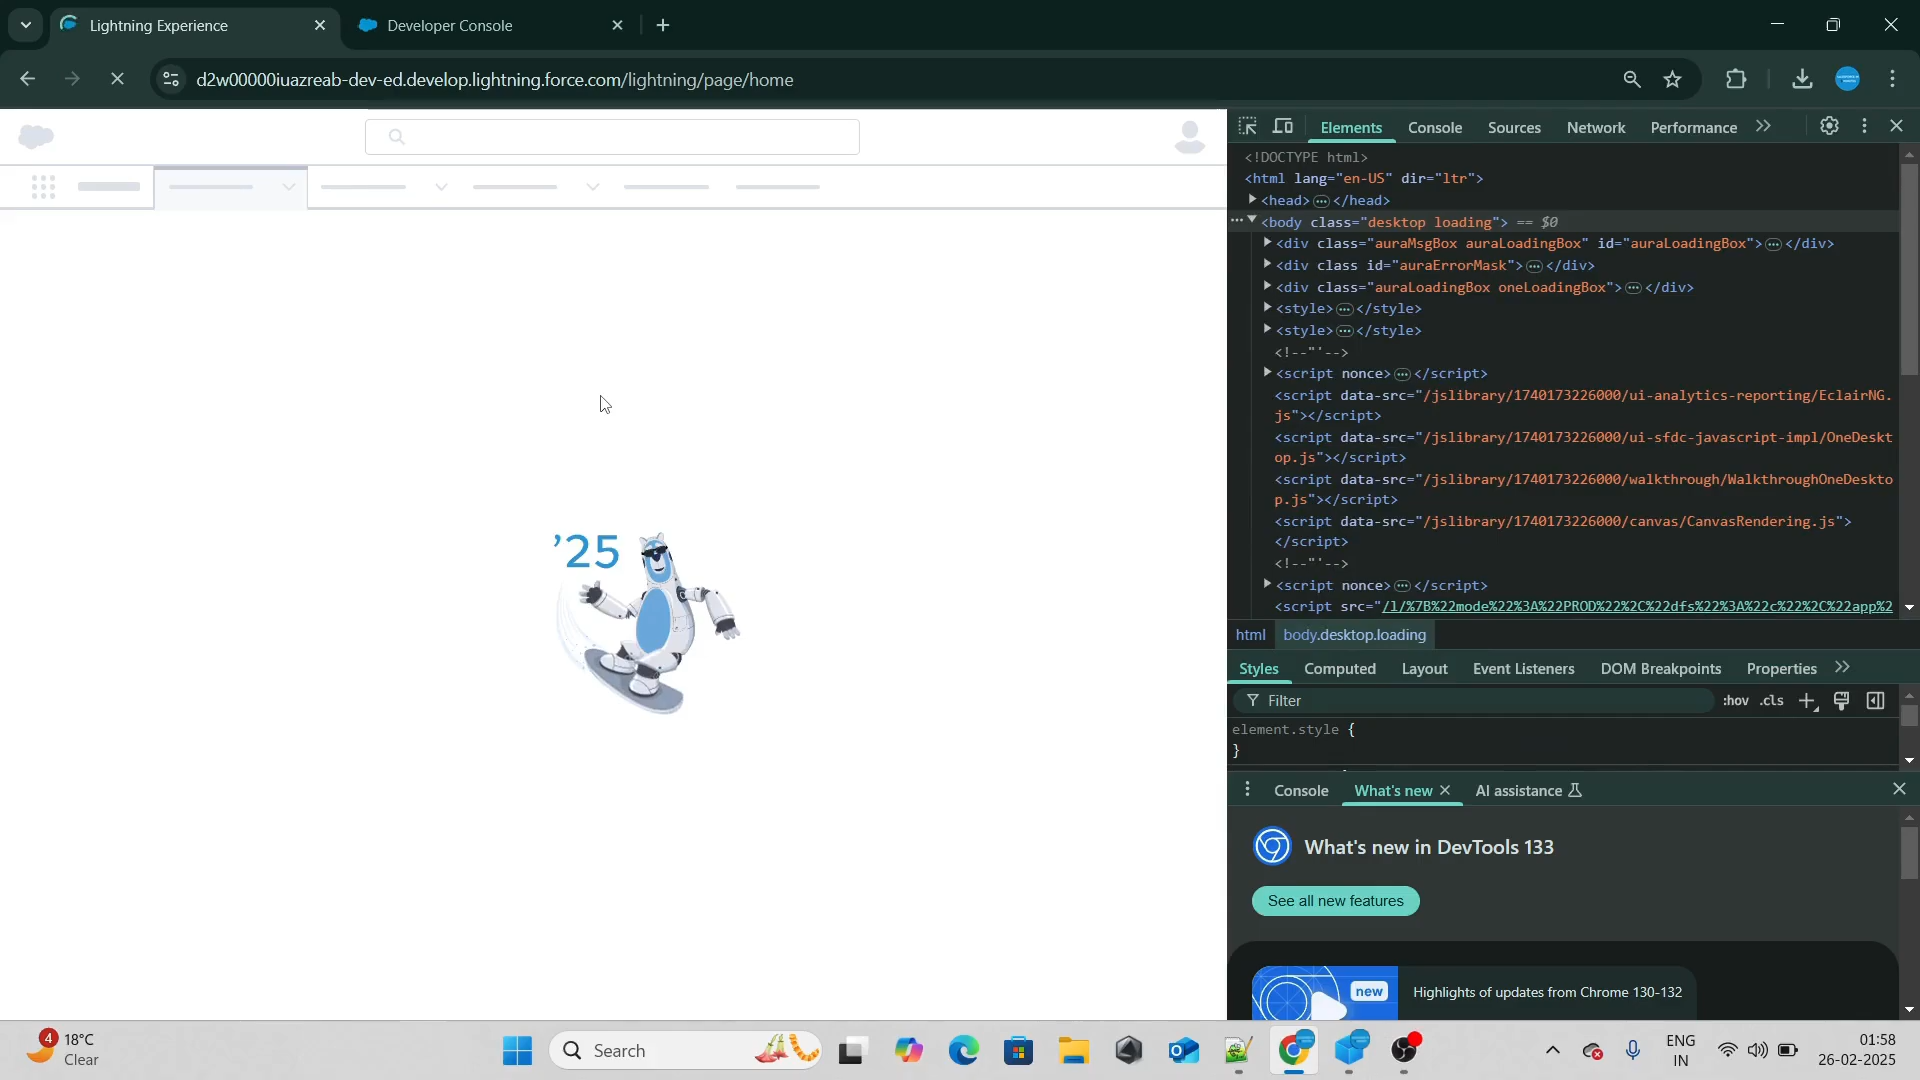 Lightning Experience
Developer Console
d2w00000iuazreab-dev-ed.develop.lightning.force.com/lightning/page/home
'25
Elements Console Sources Network Performance
<!DOCTYPE html>
<html lang="en-US" dir="ltr">
<head>…</head>
<body class="desktop loading"> == $0
<div class="auraMsgBox auraLoadingBox" id="auraLoadingBox">…</div>
<div class id="auraErrorMask">…</div>
<div class="auraLoadingBox oneLoadingBox">…</div>
<style>…</style>
<style>…</style>
<!--"'-->
<script nonce>…</script>
<script data-src="/jslibrary/1740173226000/ui-analytics-reporting/EclairNG.
js"></script>
<script data-src="/jslibrary/1740173226000/ui-sfdc-javascript-impl/OneDeskt
op.js"></script>
<script data-src="/jslibrary/1740173226000/walkthrough/WalkthroughOneDeskto
p.js"></script>
<script data-src="/jslibrary/1740173226000/canvas/CanvasRendering.js">
</script>
<!--"'-->
<script nonce>…</script>
<script src="/l/%7B%22mode%22%3A%22PROD%22%2C%22dfs%22%3A%22c%22%2C%22app%2
html body.desktop.loading
Styles Computed Layout Event Listeners DOM Breakpoints Properties
Filter :hov .cls
element.style {
}
Console What's new AI assistance
What's new in DevTools 133
See all new features
new
Highlights of updates from Chrome 130-132
4
18°C
Clear
Search
ENG
IN
01:58
26-02-2025